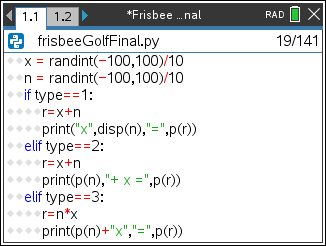 1.1 1.2 *Frisbee ...nal RAD
frisbeeGolfFinal.py 19/141
x = randint(-100,100)/10
n = randint(-100,100)/10
if type==1:
r=x+n
print("x",disp(n),"=",p(r))
elif type==2:
r=x+n
print(p(n),"+ x =",p(r))
elif type==3:
r=n*x
print(p(n)+"x","=",p(r))